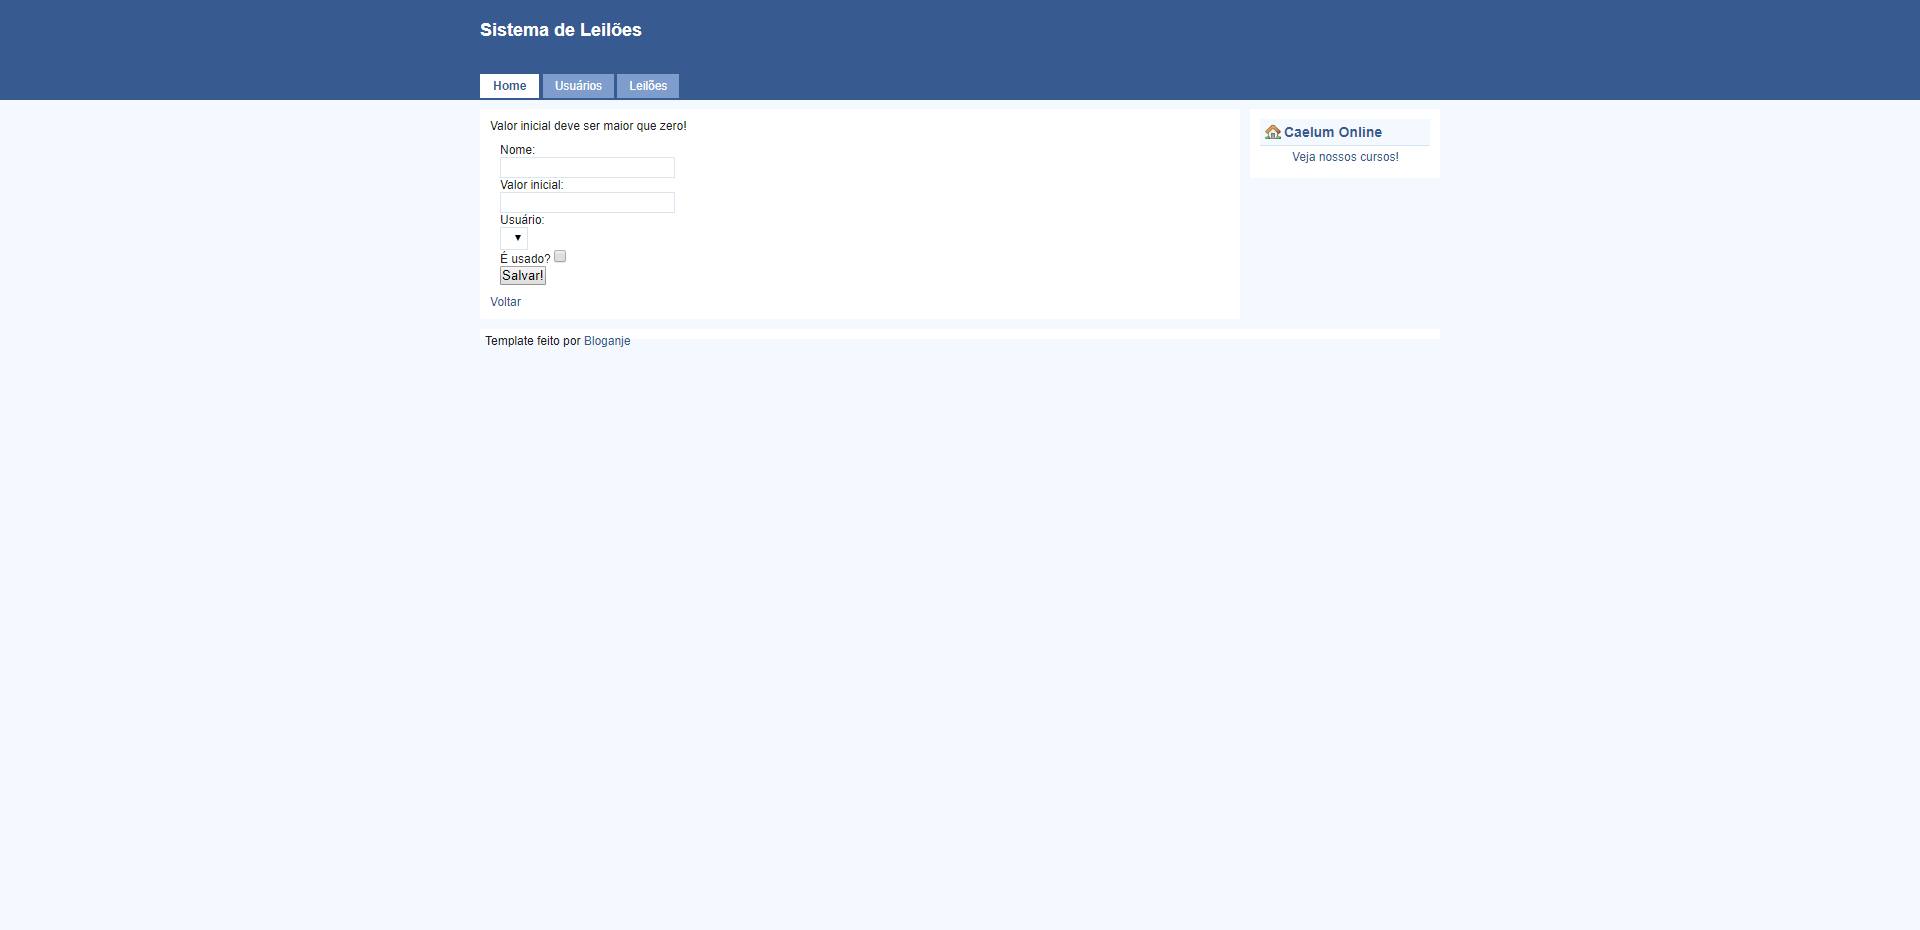 Sistema de Leilões
Home Usuários Leilões
Valor inicial deve ser maior que zero!
Nome:
Valor inicial:
Usuário:
É usado?
Salvar!
Voltar
Caelum Online
Veja nossos cursos!
Template feito por Bloganje